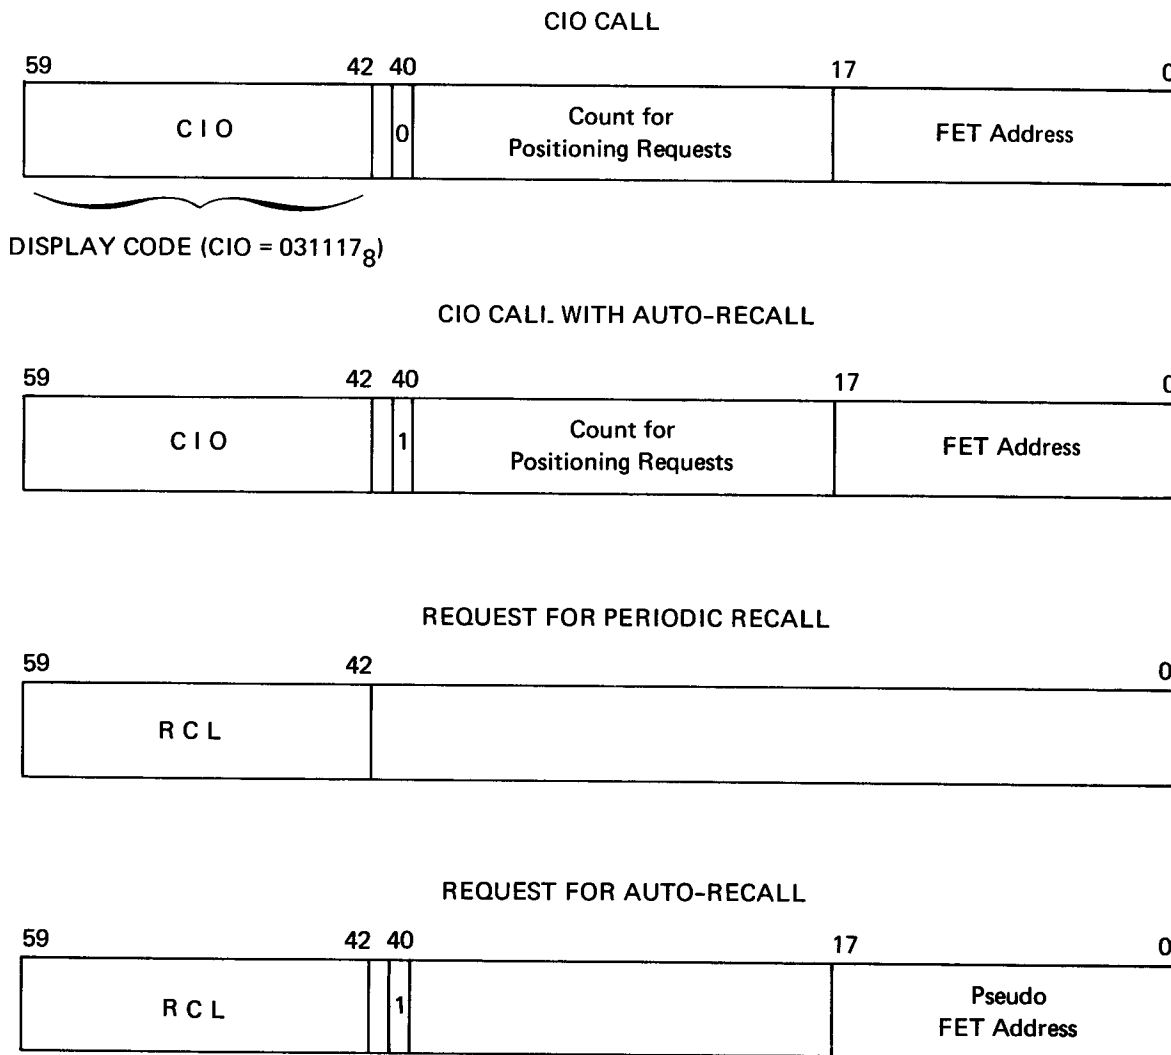 CIO CALL
59 42 40 17 0
C I O 0 Count for Positioning Requests FET Address
DISPLAY CODE (CIO = 031117₈)
CIO CALL WITH AUTO-RECALL
59 42 40 17 0
C I O 1 Count for Positioning Requests FET Address
REQUEST FOR PERIODIC RECALL
59 42 0
R C L
REQUEST FOR AUTO-RECALL
59 42 40 17 0
R C L 1 Pseudo FET Address